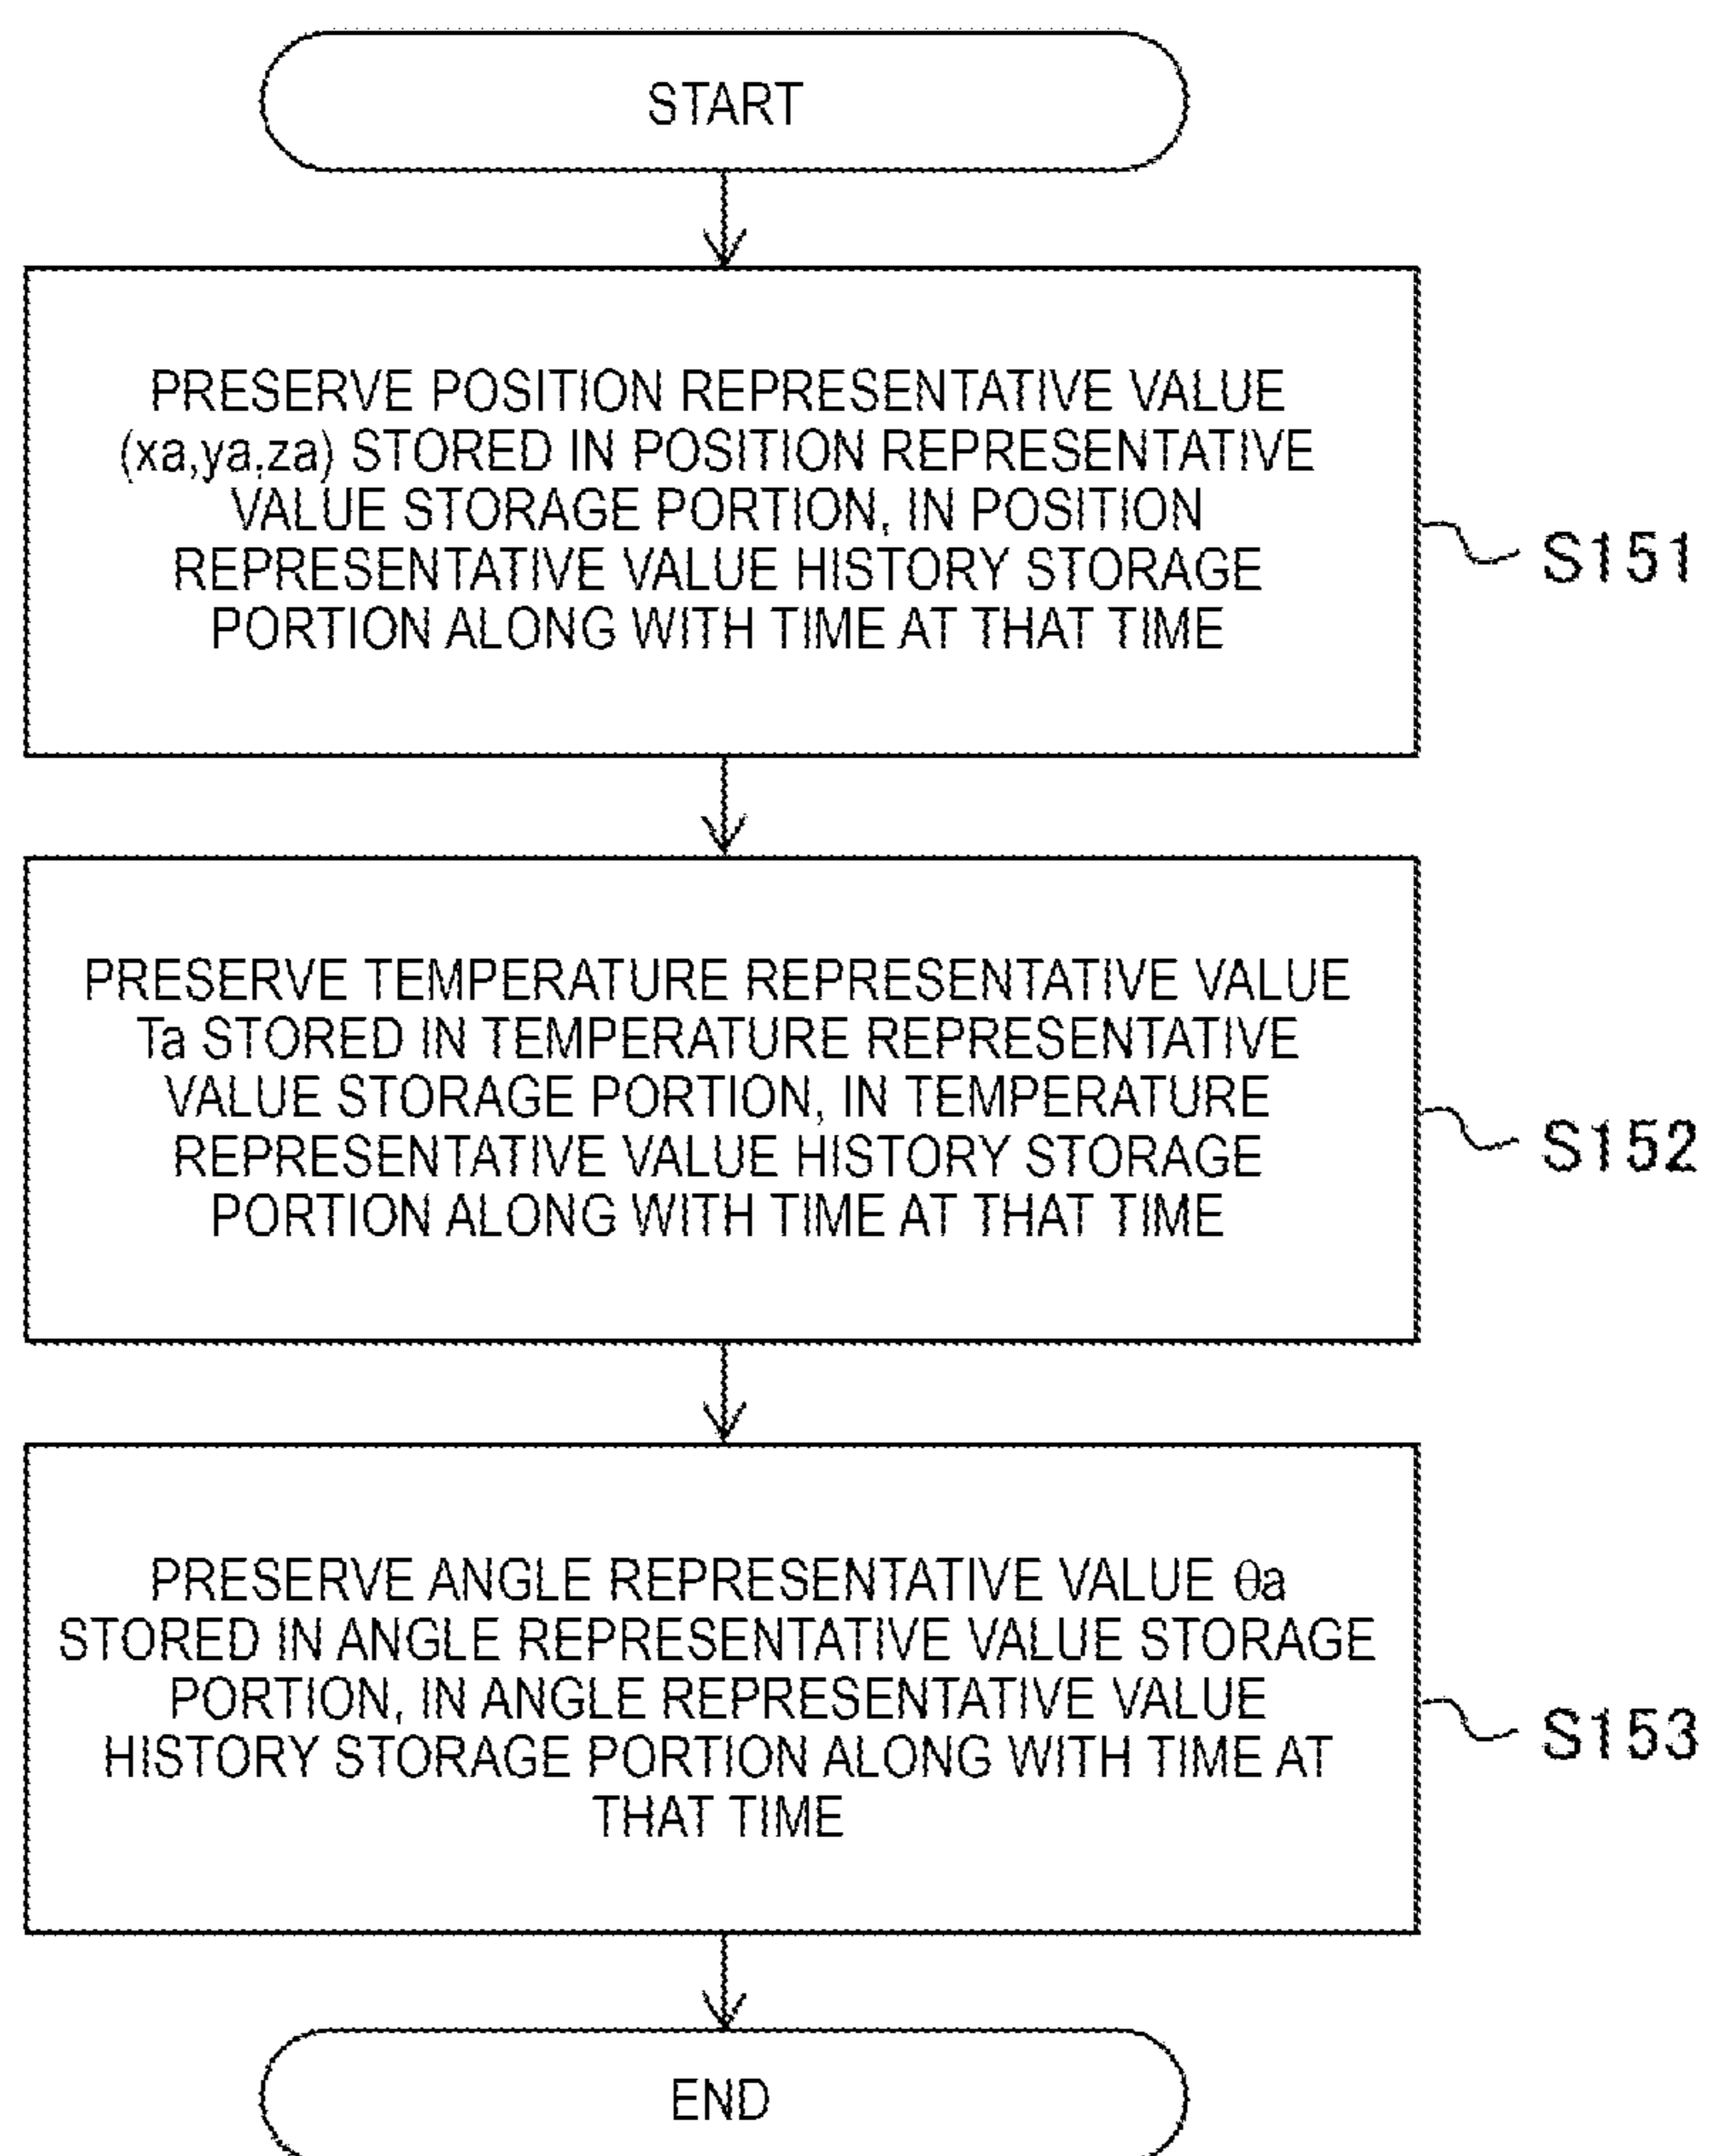 START
PRESERVE POSITION REPRESENTATIVE VALUE
(xa,ya,za) STORED IN POSITION REPRESENTATIVE
VALUE STORAGE PORTION, IN POSITION
REPRESENTATIVE VALUE HISTORY STORAGE
PORTION ALONG WITH TIME AT THAT TIME
S151
PRESERVE TEMPERATURE REPRESENTATIVE VALUE
Ta STORED IN TEMPERATURE REPRESENTATIVE
VALUE STORAGE PORTION, IN TEMPERATURE
REPRESENTATIVE VALUE HISTORY STORAGE
PORTION ALONG WITH TIME AT THAT TIME
S152
PRESERVE ANGLE REPRESENTATIVE VALUE θa
STORED IN ANGLE REPRESENTATIVE VALUE STORAGE
PORTION, IN ANGLE REPRESENTATIVE VALUE
HISTORY STORAGE PORTION ALONG WITH TIME AT
THAT TIME
S153
END